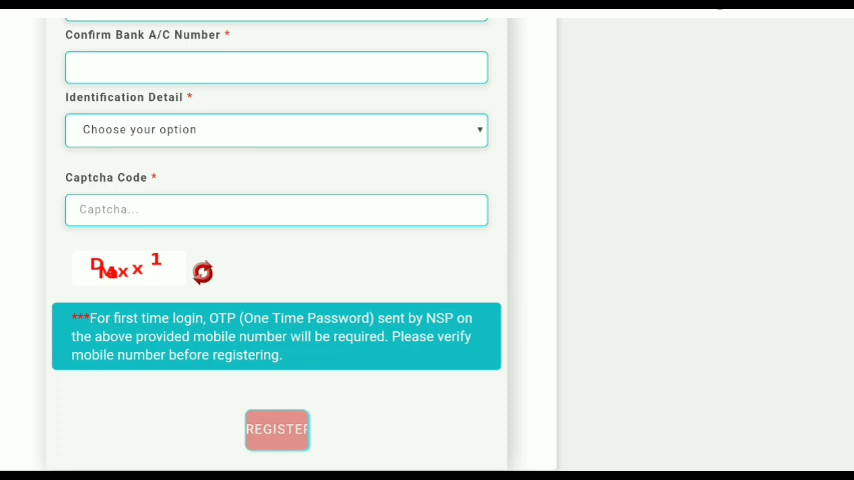 Confirm Bank A/C Number *
Identification Detail *
Choose your option
Captcha Code *
Captcha...
***For first time login, OTP (One Time Password) sent by NSP on
the above provided mobile number will be required. Please verify
mobile number before registering.
REGISTER